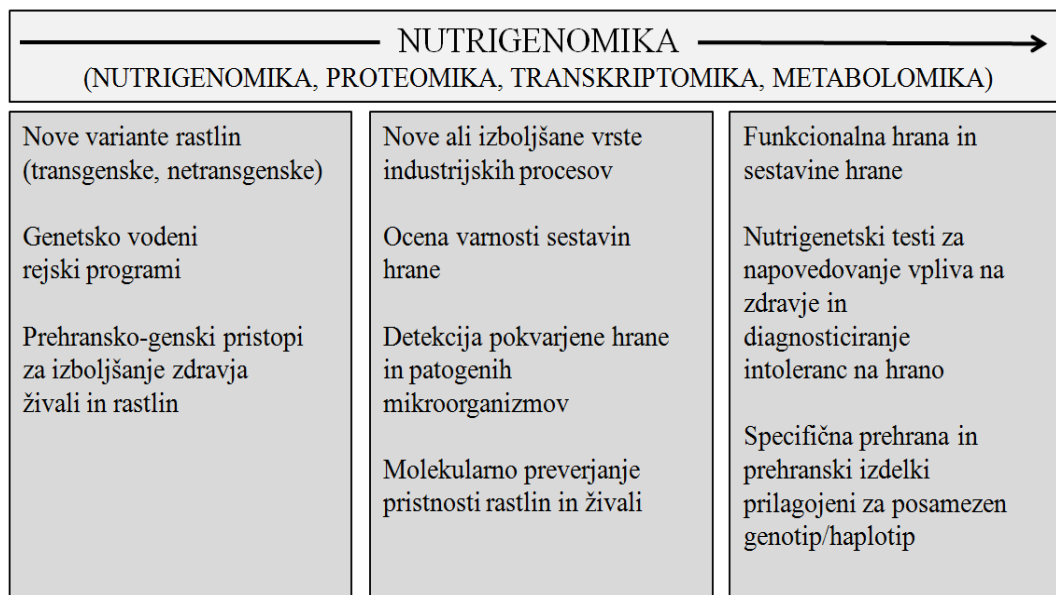 NUTRIGENOMIKA
(NUTRIGENOMIKA, PROTEOMIKA, TRANSKRIPTOMIKA, METABOLOMIKA)
Nove variante rastlin
(transgenske, netransgenske)
Genetsko vodeni
rejski programi
Prehransko-genski pristopi
za izboljšanje zdravja
živali in rastlin
Nove ali izboljšane vrste
industrijskih procesov
Ocena varnosti sestavin
hrane
Detekcija pokvarjene hrane
in patogenih
mikroorganizmov
Molekularno preverjanje
pristnosti rastlin in živali
Funkcionalna hrana in
sestavine hrane
Nutrigenetski testi za
napovedovanje vpliva na
zdravje in
diagnosticiranje
intoleranc na hrano
Specifična prehrana in
prehranski izdelki
prilagojeni za posamezen
genotip/haplotip